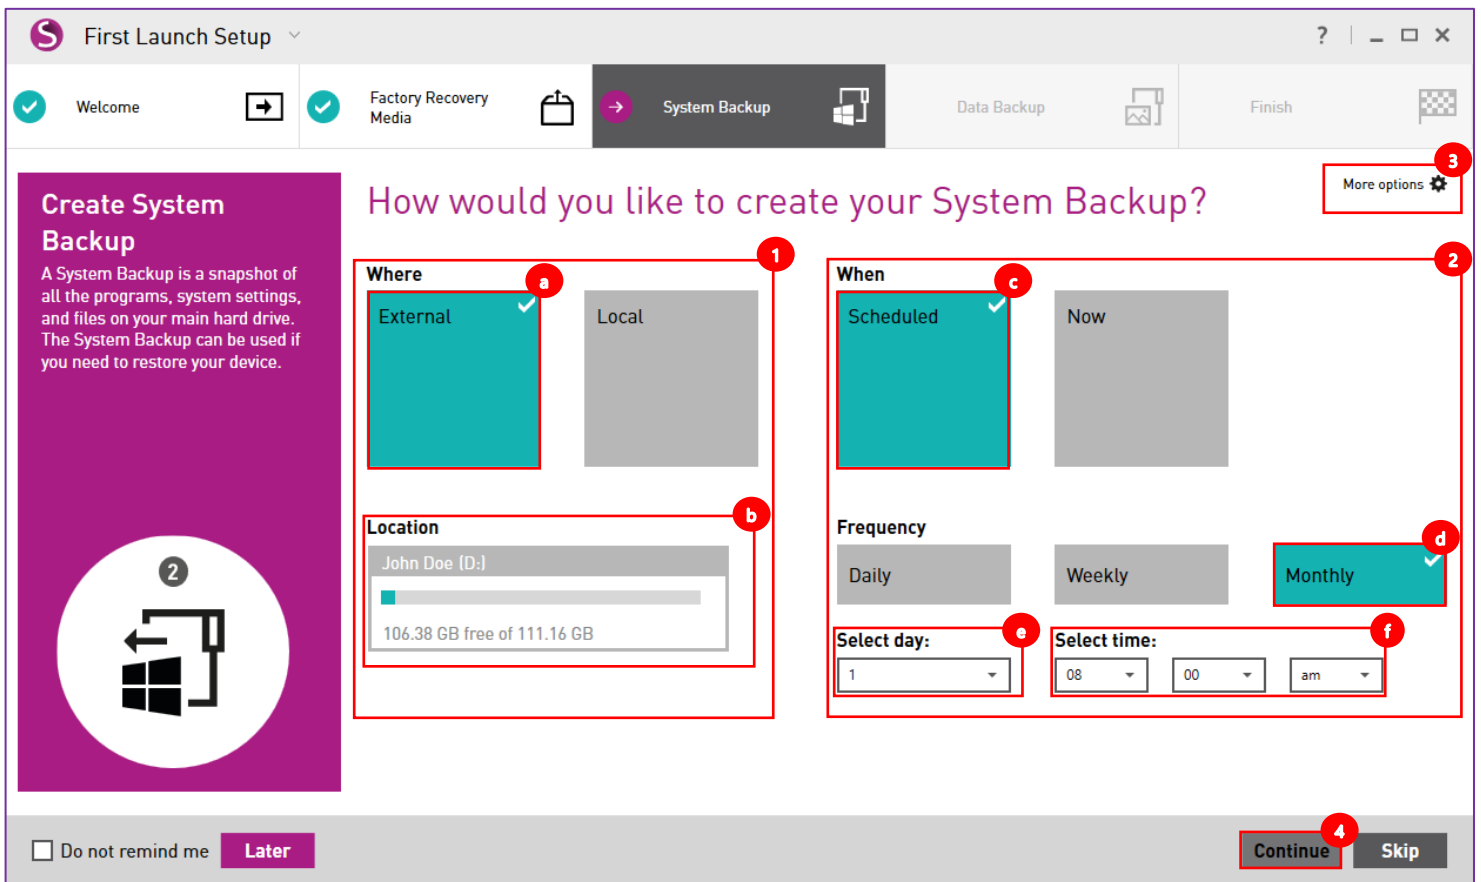 S First Launch Setup ?
Welcome
Factory Recovery
Media
System Backup
Data Backup
Finish
3
More options
Create System
Backup
A System Backup is a snapshot of
all the programs, system settings,
and files on your main hard drive.
The System Backup can be used if
you need to restore your device.
2
How would you like to create your System Backup?
1
Where
a
External
Local
b
Location
John Doe (D:)
106.38 GB free of 111.16 GB
2
When
c
Scheduled
Now
Frequency
d
Daily
Weekly
Monthly
e
Select day:
1
f
Select time:
08 00 am
Do not remind me
Later
4
Continue
Skip